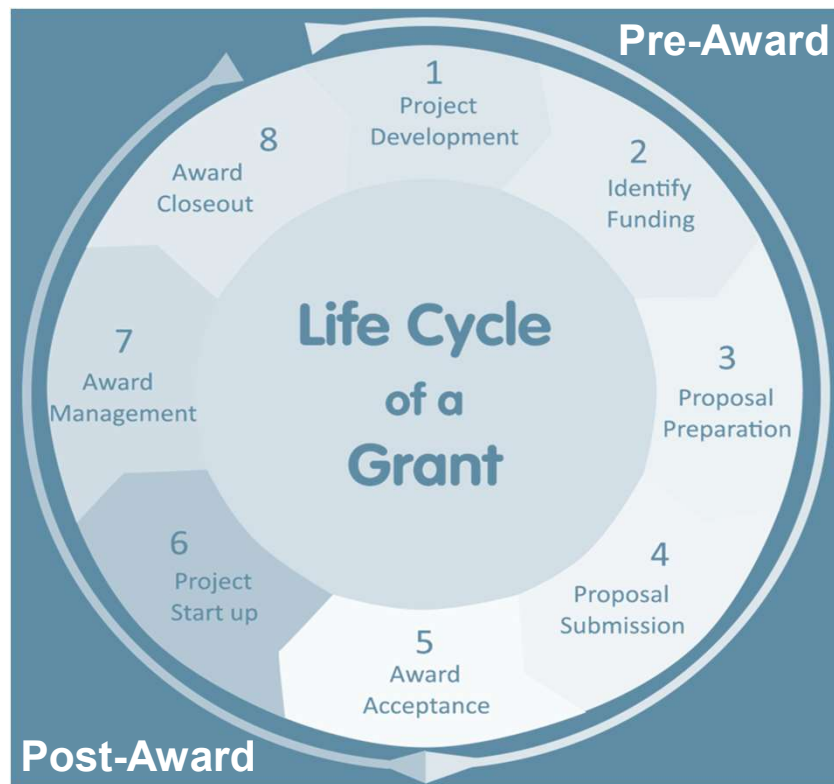 Pre-Award
1
Project
Development
2
Identify
Funding
3
Proposal
Preparation
4
Proposal
Submission
5
Award
Acceptance
6
Project
Start up
7
Award
Management
8
Award
Closeout
Life Cycle
of a
Grant
Post-Award